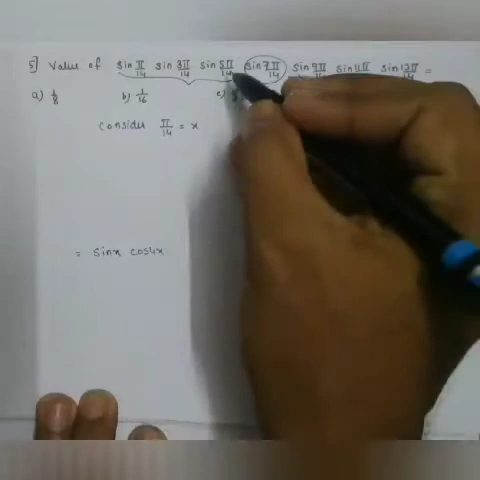 5] Value of sin π/14 sin 3π/14 sin 5π/14 sin 7π/14 sin 9π/14 sin 11π/14 sin 13π/14 =
a) 1/8 b) 1/16 c)
consider π/14 = x
= sinx cos4x